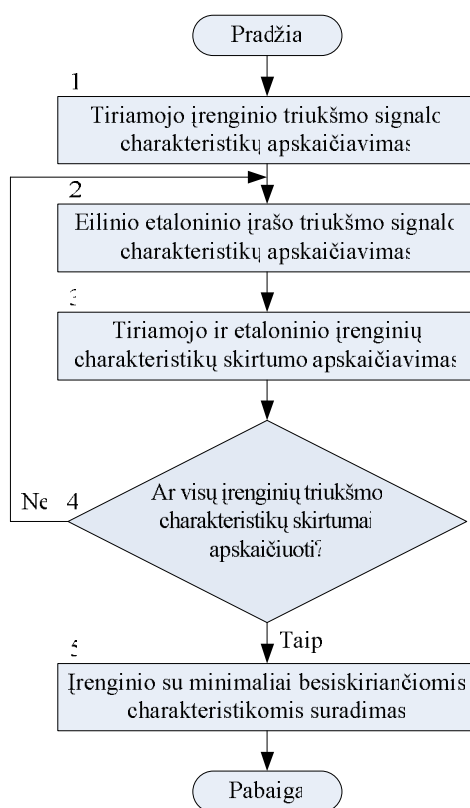 Pradžia
1
Tiriamojo įrenginio triukšmo signalo
charakteristikų apskaičiavimas
2
Eilinio etaloninio įrašo triukšmo signalo
charakteristikų apskaičiavimas
3
Tiriamojo ir etaloninio įrenginių
charakteristikų skirtumo apskaičiavimas
Ne 4
Ar visų įrenginių triukšmo
charakteristikų skirtumai
apskaičiuoti?
Taip
5
Įrenginio su minimaliai besiskiriančiomis
charakteristikomis suradimas
Pabaiga